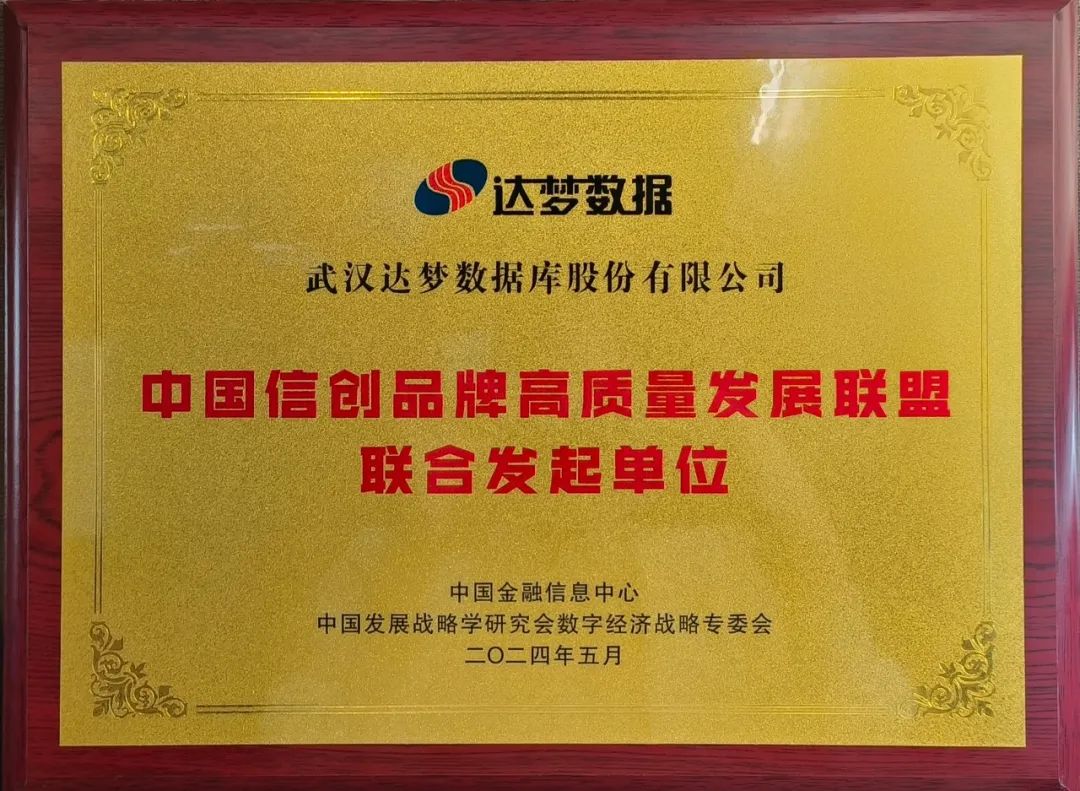 达梦数据
武汉达梦数据库股份有限公司
中国信创品牌高质量发展联盟
联合发起单位
中国金融信息中心
中国发展战略学研究会数字经济战略专委会
二〇二四年五月